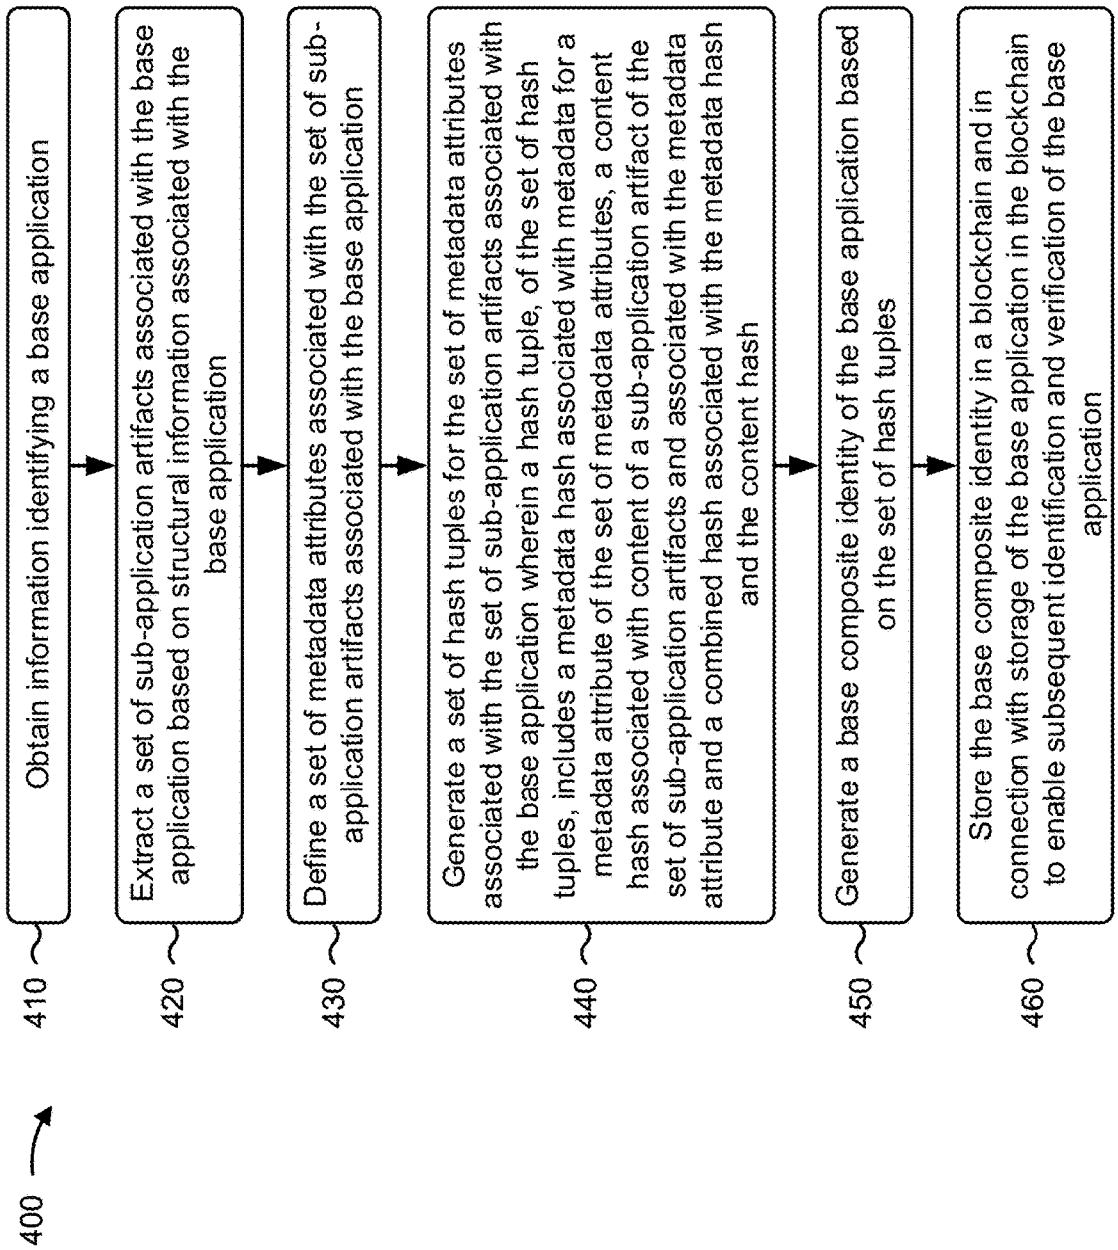 400
410
Obtain information identifying a base application
420
Extract a set of sub-application artifacts associated with the base
application based on structural information associated with the
base application
430
Define a set of metadata attributes associated with the set of sub-
application artifacts associated with the base application
440
Generate a set of hash tuples for the set of metadata attributes
associated with the set of sub-application artifacts associated with
the base application wherein a hash tuple, of the set of hash
tuples, includes a metadata hash associated with metadata for a
metadata attribute of the set of metadata attributes, a content
hash associated with content of a sub-application artifact of the
set of sub-application artifacts and associated with the metadata
attribute and a combined hash associated with the metadata hash
and the content hash
450
Generate a base composite identity of the base application based
on the set of hash tuples
460
Store the base composite identity in a blockchain and in
connection with storage of the base application in the blockchain
to enable subsequent identification and verification of the base
application